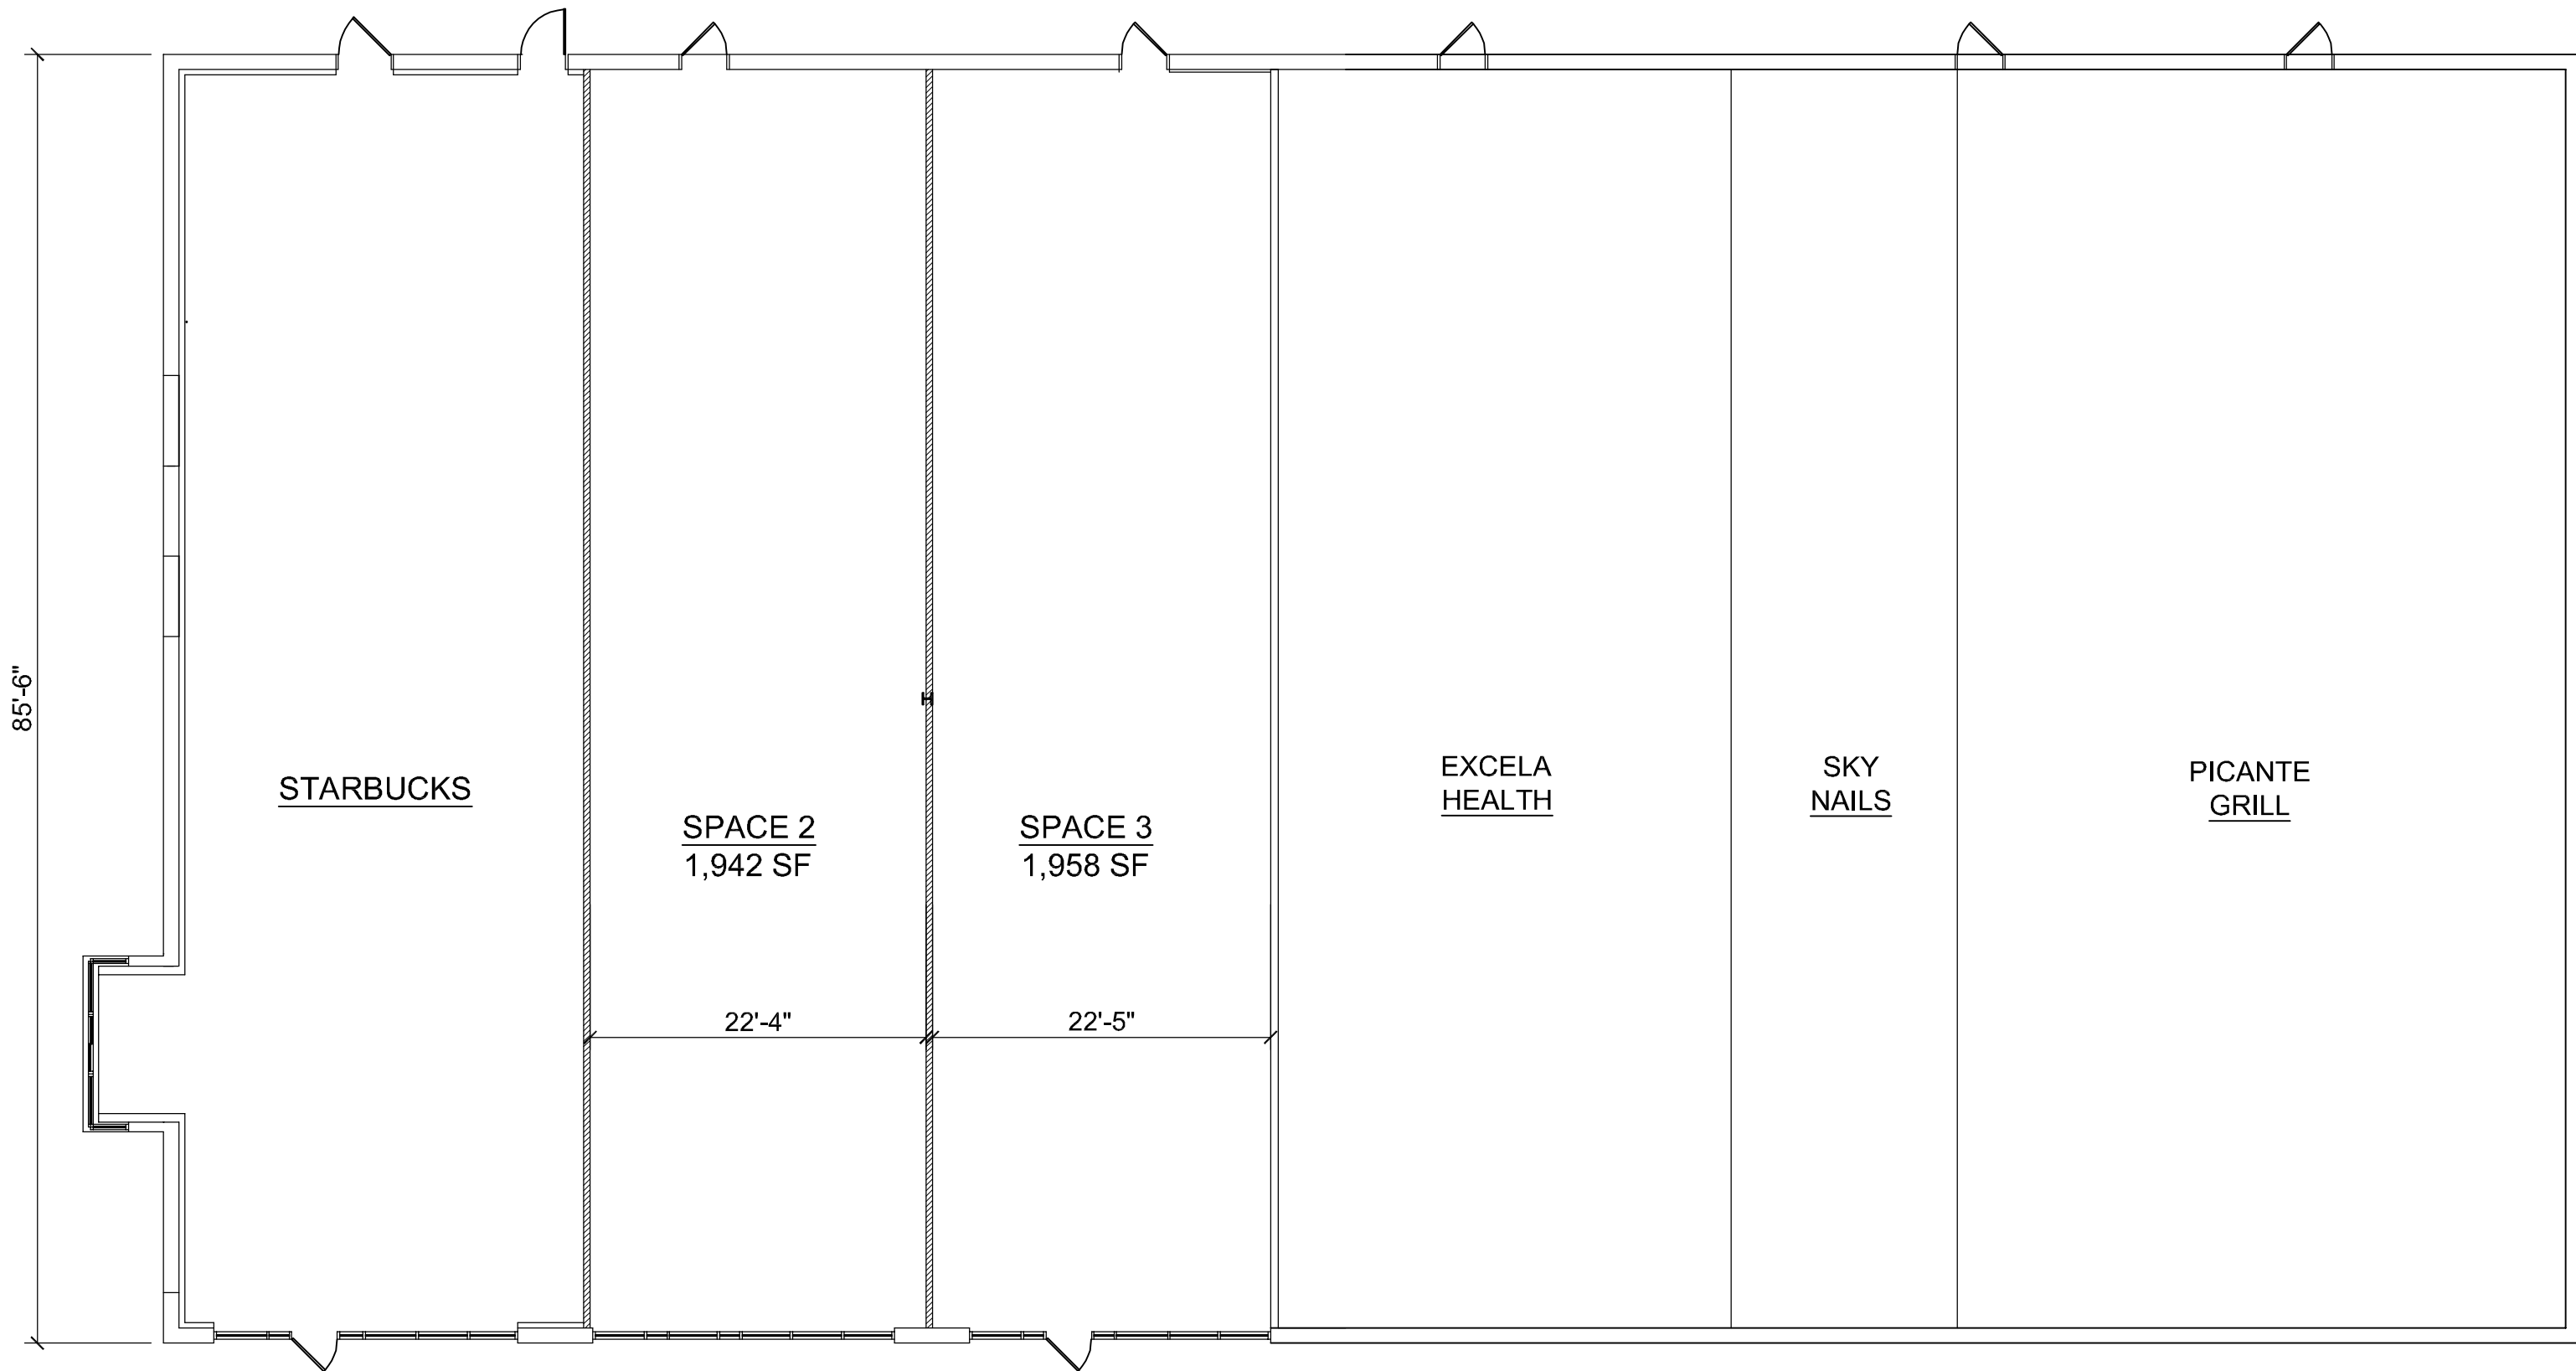 85'-6"
STARBUCKS
SPACE 2
1,942 SF
SPACE 3
1,958 SF
EXCELA
HEALTH
SKY
NAILS
PICANTE
GRILL
22'-4"
22'-5"